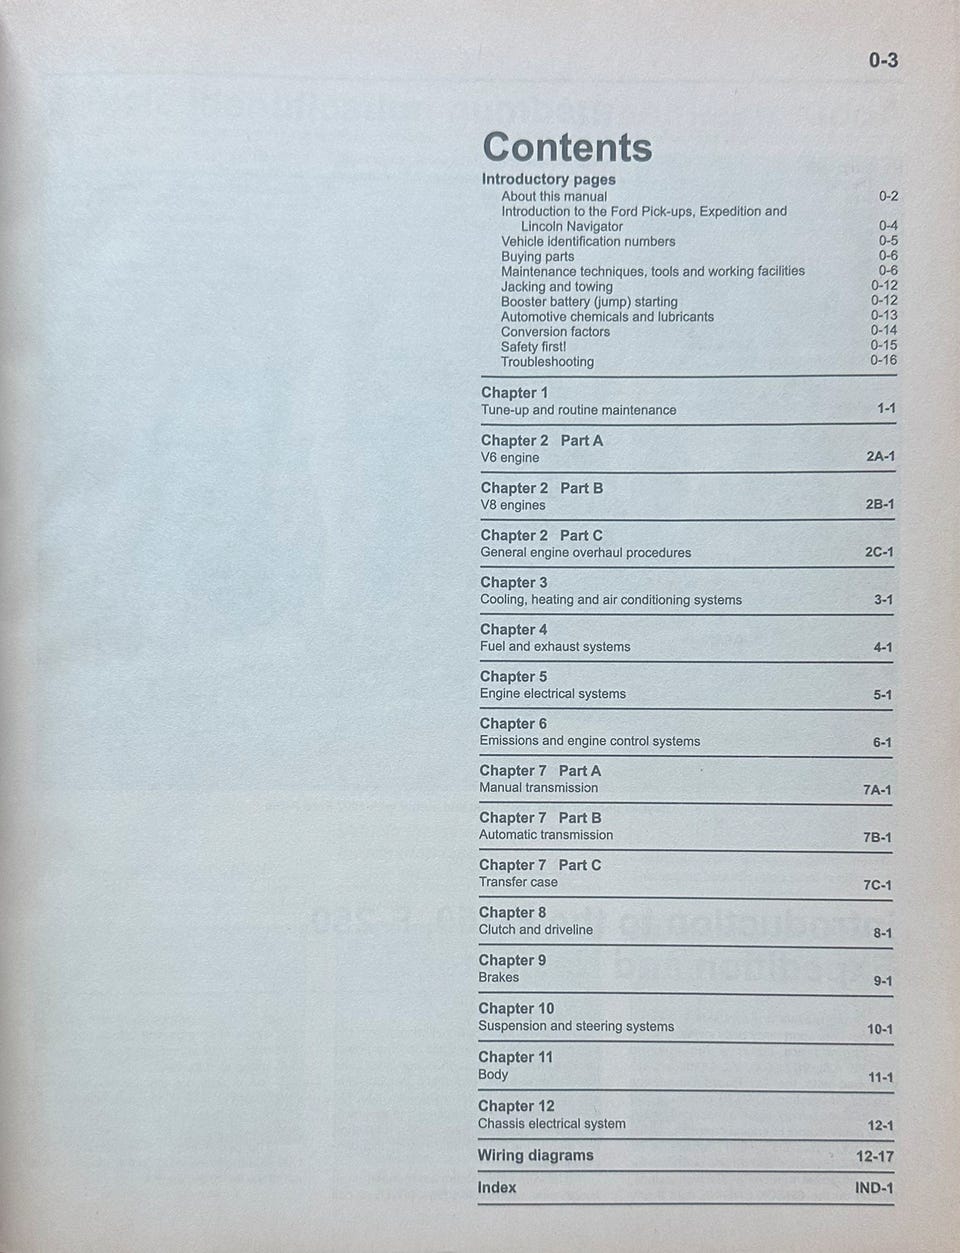 0-3
Contents
Introductory pages
About this manual 0-2
Introduction to the Ford Pick-ups, Expedition and
Lincoln Navigator 0-4
Vehicle identification numbers 0-5
Buying parts 0-6
Maintenance techniques, tools and working facilities 0-6
Jacking and towing 0-12
Booster battery (jump) starting 0-12
Automotive chemicals and lubricants 0-13
Conversion factors 0-14
Safety first! 0-15
Troubleshooting 0-16
Chapter 1
Tune-up and routine maintenance 1-1
Chapter 2 Part A
V6 engine 2A-1
Chapter 2 Part B
V8 engines 2B-1
Chapter 2 Part C
General engine overhaul procedures 2C-1
Chapter 3
Cooling, heating and air conditioning systems 3-1
Chapter 4
Fuel and exhaust systems 4-1
Chapter 5
Engine electrical systems 5-1
Chapter 6
Emissions and engine control systems 6-1
Chapter 7 Part A
Manual transmission 7A-1
Chapter 7 Part B
Automatic transmission 7B-1
Chapter 7 Part C
Transfer case 7C-1
Chapter 8
Clutch and driveline 8-1
Chapter 9
Brakes 9-1
Chapter 10
Suspension and steering systems 10-1
Chapter 11
Body 11-1
Chapter 12
Chassis electrical system 12-1
Wiring diagrams 12-17
Index IND-1